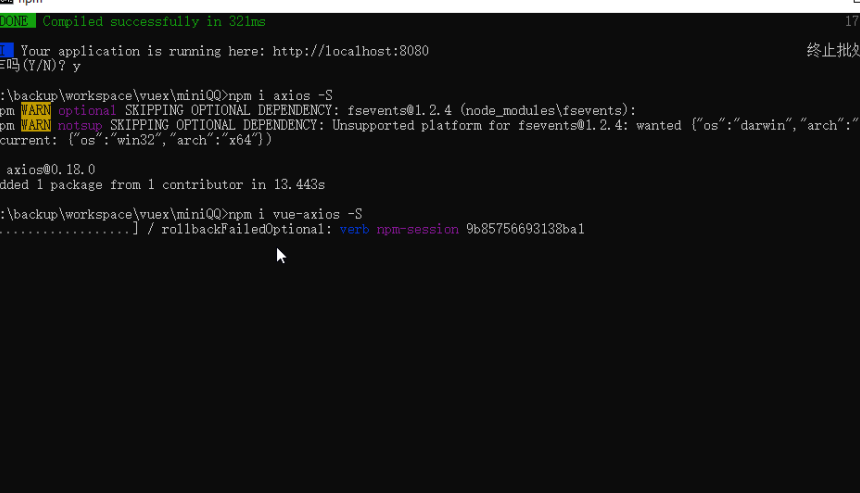 npm
DONE Compiled successfully in 321ms 17
I Your application is running here: http://localhost:8080 终止批处
吗(Y/N)? y
:\backup\workspace\vuex\miniQQ>npm i axios -S
pm WARN optional SKIPPING OPTIONAL DEPENDENCY: fsevents@1.2.4 (node_modules\fsevents):
pm WARN notsup SKIPPING OPTIONAL DEPENDENCY: Unsupported platform for fsevents@1.2.4: wanted {"os":"darwin","arch":"
current: {"os":"win32","arch":"x64"})
axios@0.18.0
dded 1 package from 1 contributor in 13.443s
:\backup\workspace\vuex\miniQQ>npm i vue-axios -S
..................] / rollbackFailedOptional: verb npm-session 9b85756693138ba1